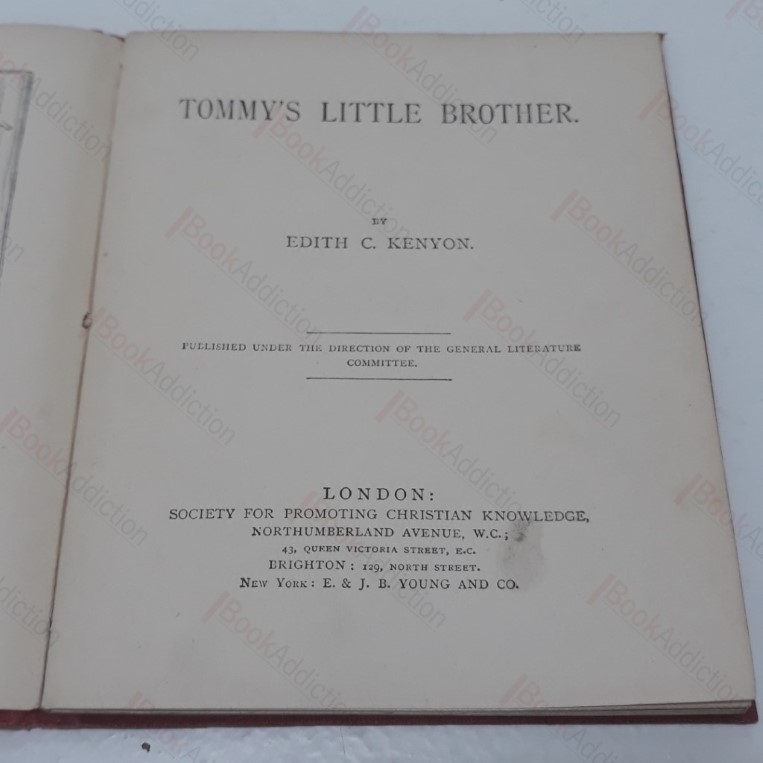 TOMMY'S LITTLE BROTHER.
BY
EDITH C. KENYON.
PUBLISHED UNDER THE DIRECTION OF THE GENERAL LITERATURE
COMMITTEE.
LONDON:
SOCIETY FOR PROMOTING CHRISTIAN KNOWLEDGE,
NORTHUMBERLAND AVENUE, W.C.;
43, QUEEN VICTORIA STREET, E.C.
BRIGHTON: 129, NORTH STREET.
NEW YORK: E. & J. B. YOUNG AND CO.
BookAddiction